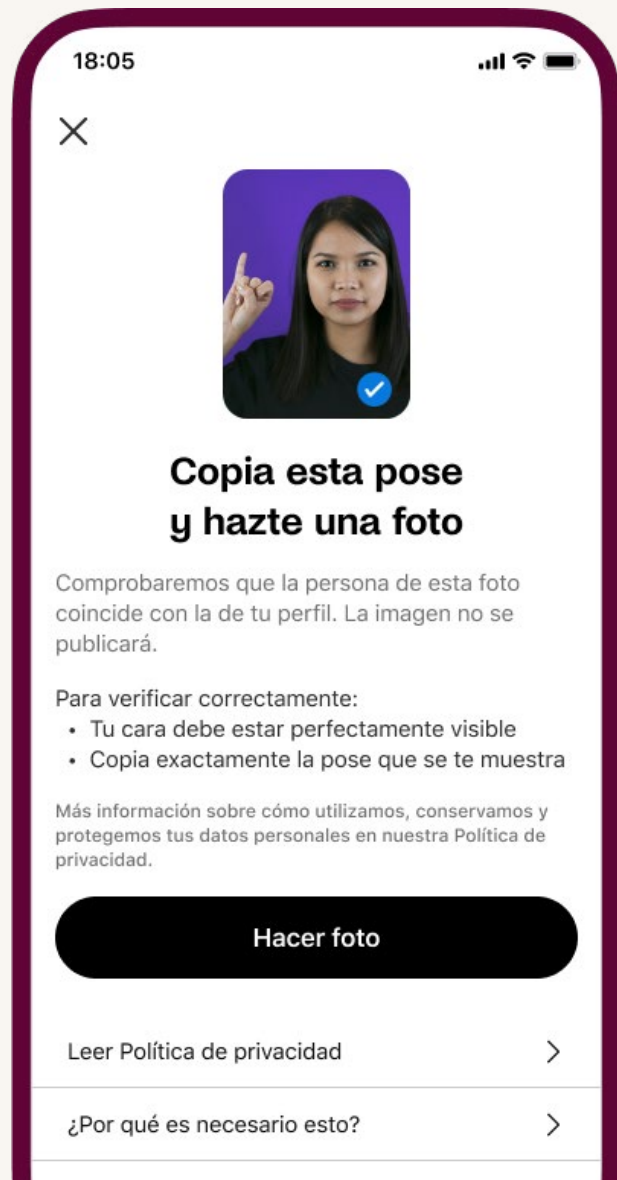 18:05
Copia esta pose
y hazte una foto
Comprobaremos que la persona de esta foto
coincide con la de tu perfil. La imagen no se
publicará.
Para verificar correctamente:
• Tu cara debe estar perfectamente visible
• Copia exactamente la pose que se te muestra
Más información sobre cómo utilizamos, conservamos y
protegemos tus datos personales en nuestra Política de
privacidad.
Hacer foto
Leer Política de privacidad
¿Por qué es necesario esto?